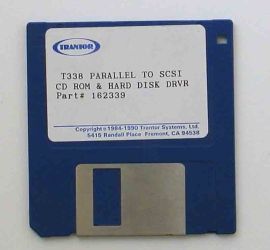 TRANTOR
T338 PARALLEL TO SCSI
CD ROM & HARD DISK DRVR
Part# 162339
Copyright © 1984-1990 Trantor Systems, Ltd.
5415 Randall Place Fremont, CA 94538